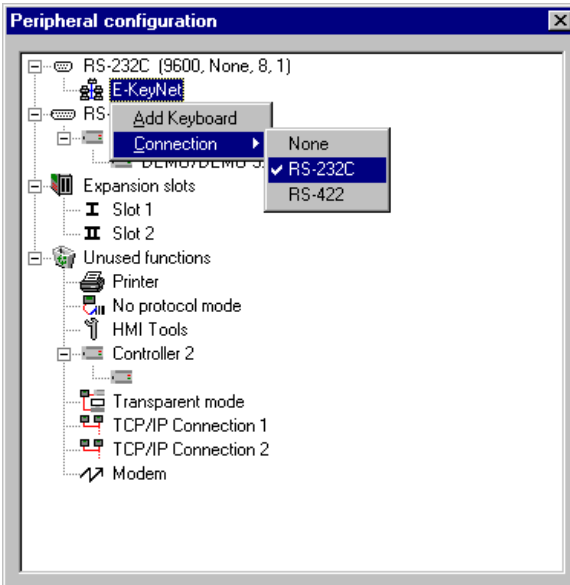 Peripheral configuration
RS-232C (9600, None, 8, 1)
E-KeyNet
RS-
Add Keyboard
Connection
None
RS-232C
RS-422
Expansion slots
I Slot 1
II Slot 2
Unused functions
Printer
No protocol mode
HMI Tools
Controller 2
Transparent mode
TCP/IP Connection 1
TCP/IP Connection 2
Modem